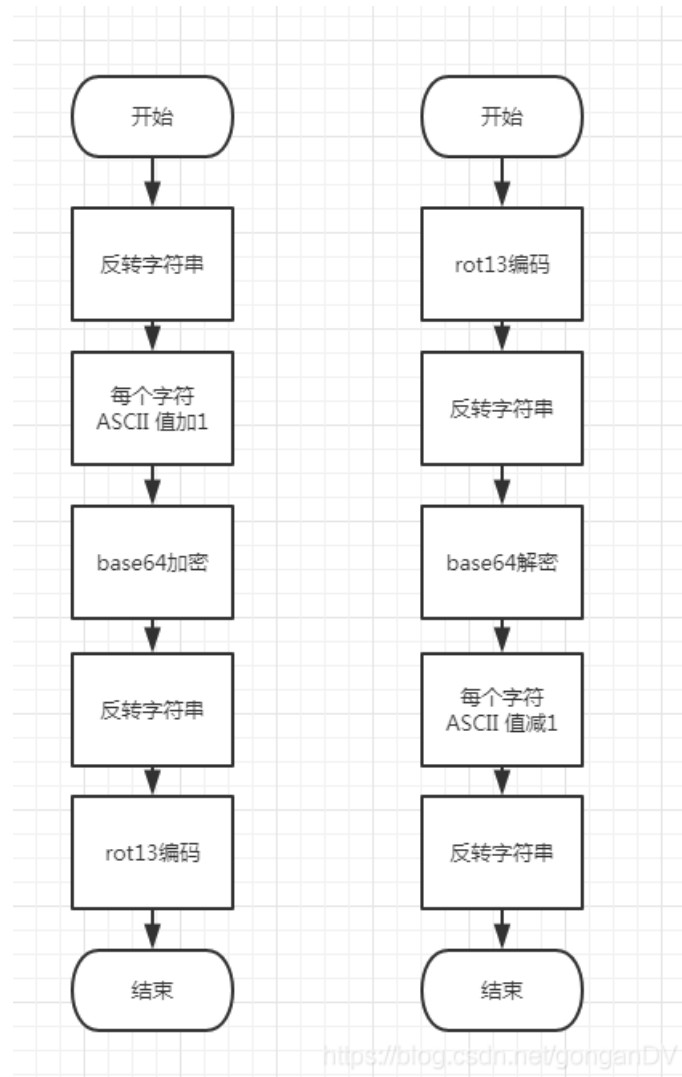 开始
反转字符串
每个字符
ASCII 值加1
base64加密
反转字符串
rot13编码
结束
开始
rot13编码
反转字符串
base64解密
每个字符
ASCII 值减1
反转字符串
结束
https://blog.csdn.net/gonganDV